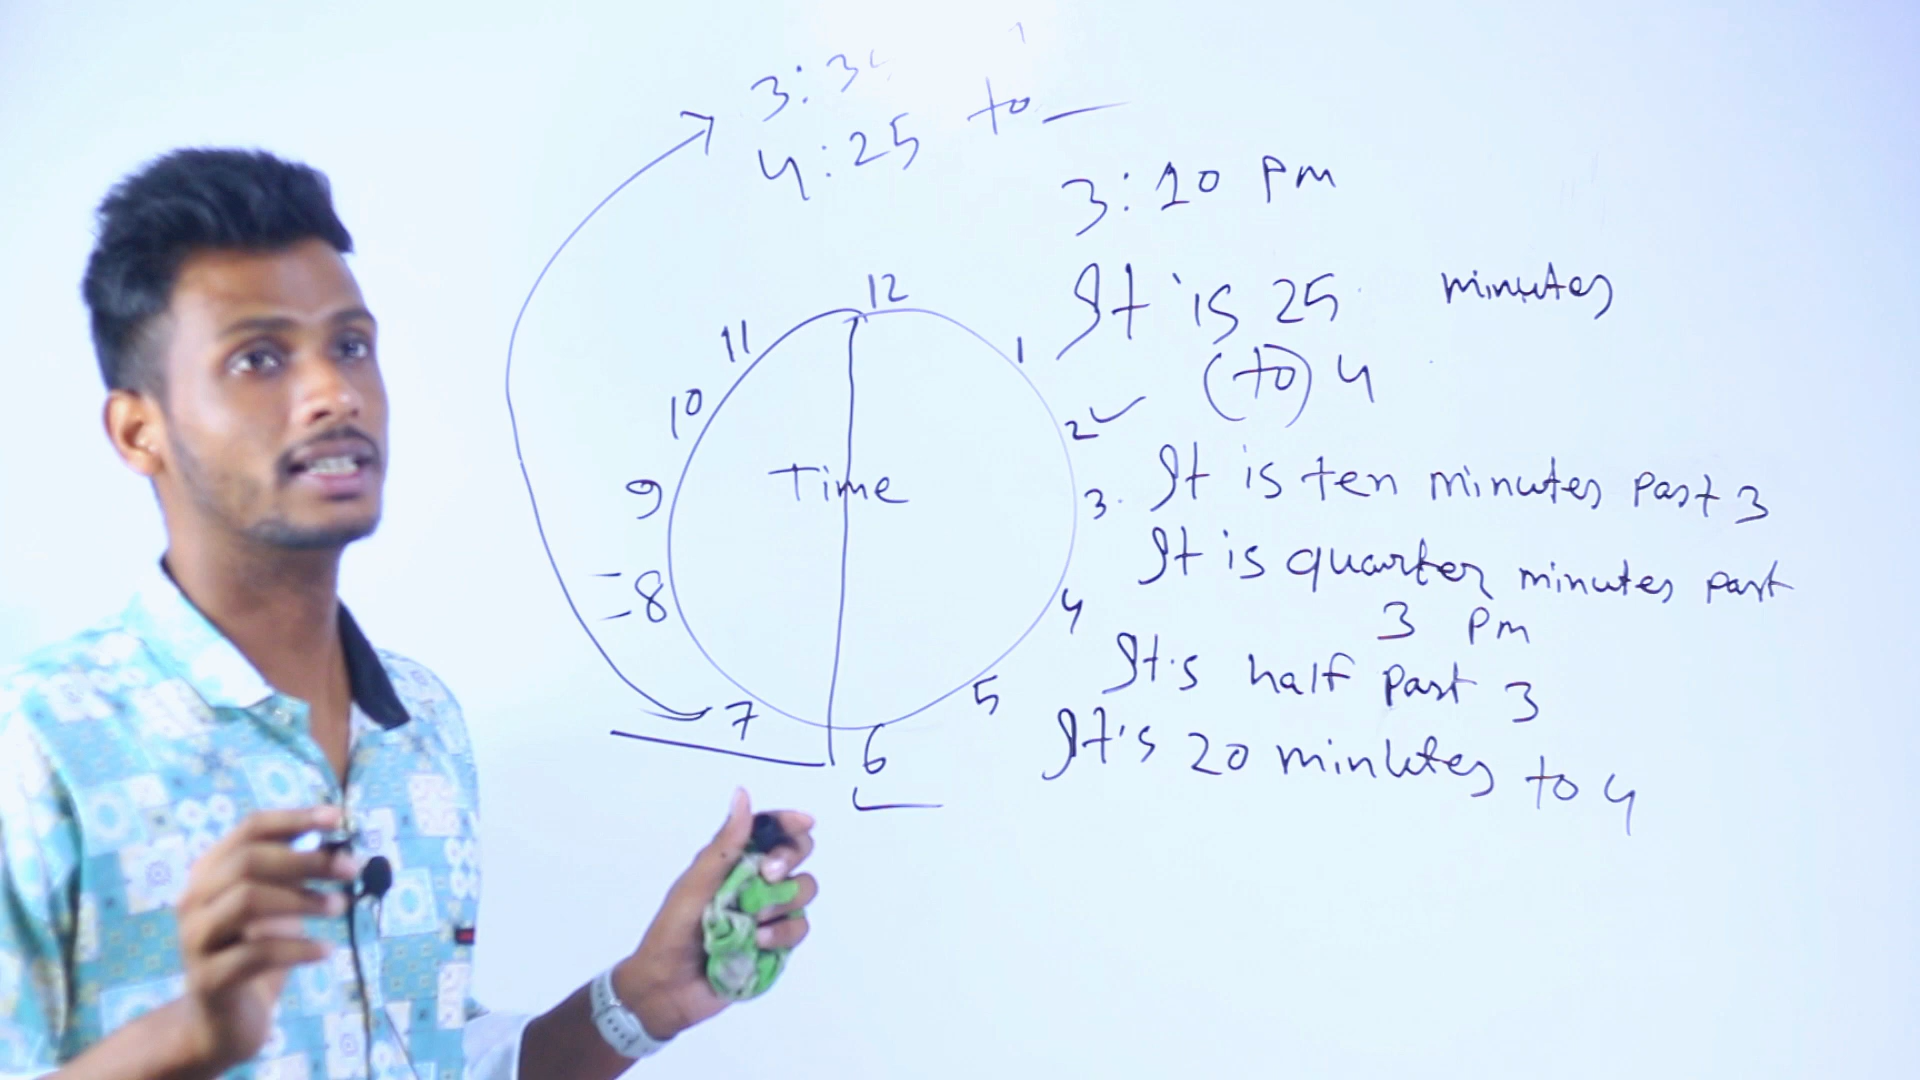 3:3
4:25 to
3:10 pm
It is 25 minutes
(to) 4
12
11
1
10
2
Time
9
3.
8
4
7
5
6
It is ten minutes past 3
It is quarter minutes past
3 pm
It's half past 3
It's 20 minutes to 4